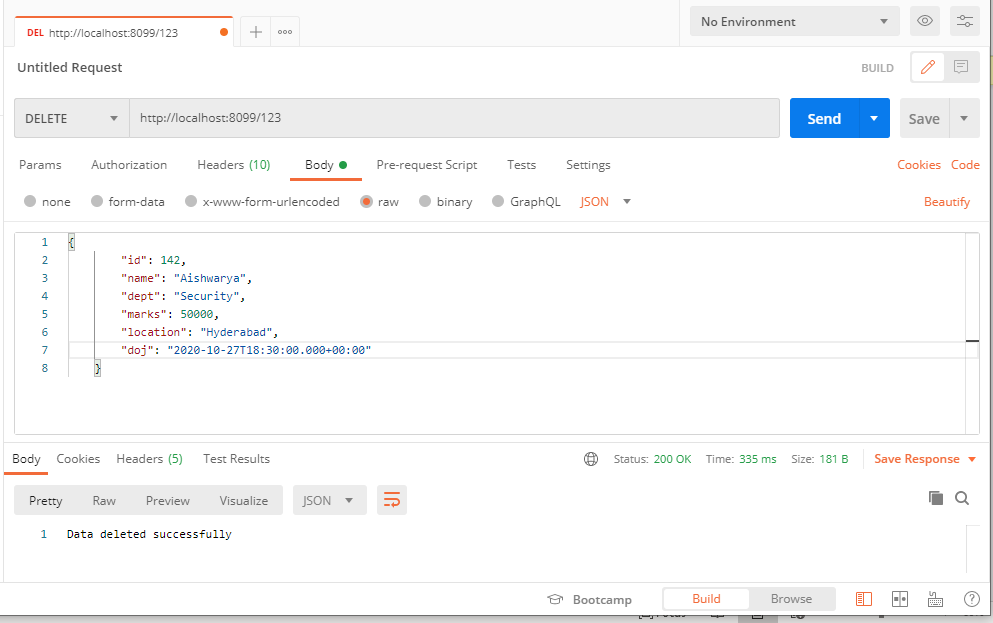 DEL http://localhost:8099/123
No Environment
Untitled Request
BUILD
DELETE http://localhost:8099/123 Send Save
Params Authorization Headers (10) Body Pre-request Script Tests Settings Cookies Code
none form-data x-www-form-urlencoded raw binary GraphQL JSON Beautify
1 {
2 "id": 142,
3 "name": "Aishwarya",
4 "dept": "Security",
5 "marks": 50000,
6 "location": "Hyderabad",
7 "doj": "2020-10-27T18:30:00.000+00:00"
8 }
Body Cookies Headers (5) Test Results Status: 200 OK Time: 335 ms Size: 181 B Save Response
Pretty Raw Preview Visualize JSON
1 Data deleted successfully
Bootcamp Build Browse